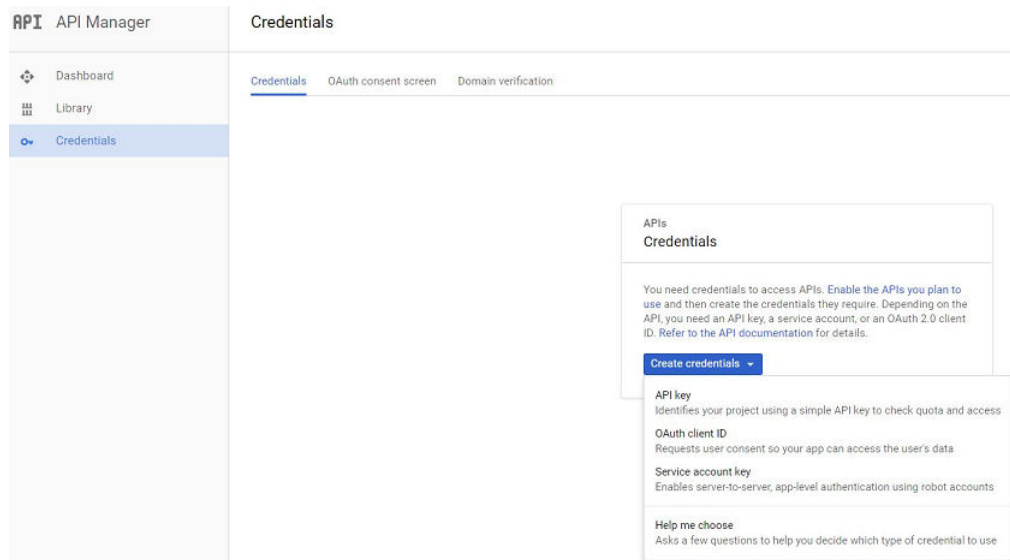 API API Manager
Credentials
Dashboard
Library
Credentials
Credentials OAuth consent screen Domain verification
APIs
Credentials
You need credentials to access APIs. Enable the APIs you plan to
use and then create the credentials they require. Depending on the
API, you need an API key, a service account, or an OAuth 2.0 client
ID. Refer to the API documentation for details.
Create credentials
API key
Identifies your project using a simple API key to check quota and access
OAuth client ID
Requests user consent so your app can access the user's data
Service account key
Enables server-to-server, app-level authentication using robot accounts
Help me choose
Asks a few questions to help you decide which type of credential to use